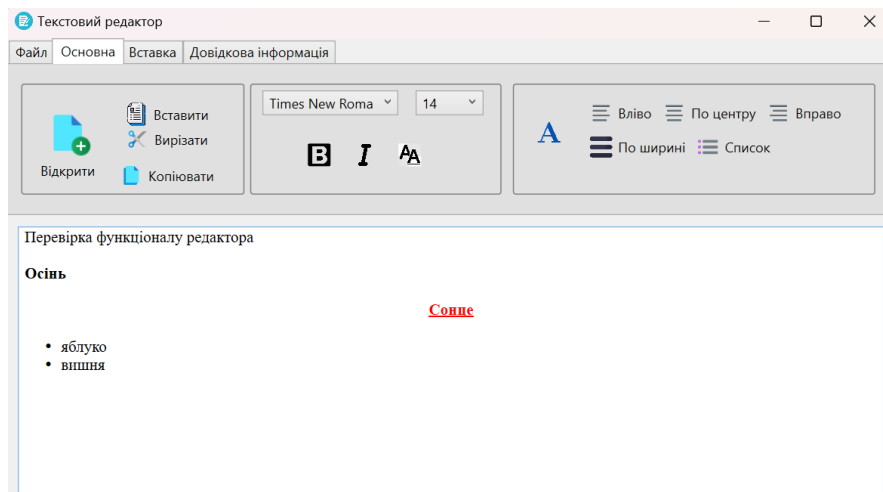 Текстовий редактор
Файл Основна Вставка Довідкова інформація
Відкрити
Вставити
Вирізати
Копіювати
Times New Roma 14
B I AA
A
Вліво По центру Вправо
По ширині Список
Перевірка функціоналу редактора
Осінь
Сонце
• яблуко
• вишня